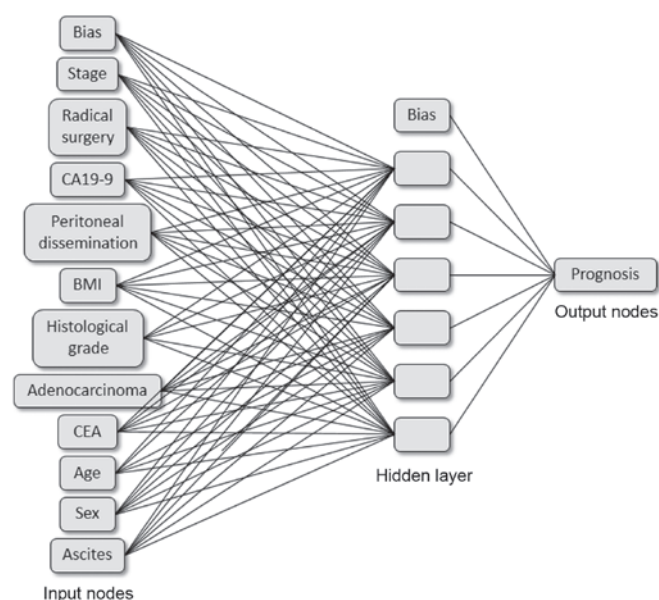 Bias
Stage
Radical
surgery
CA19-9
Peritoneal
dissemination
BMI
Histological
grade
Adenocarcinoma
CEA
Age
Sex
Ascites
Input nodes
Bias
Hidden layer
Prognosis
Output nodes